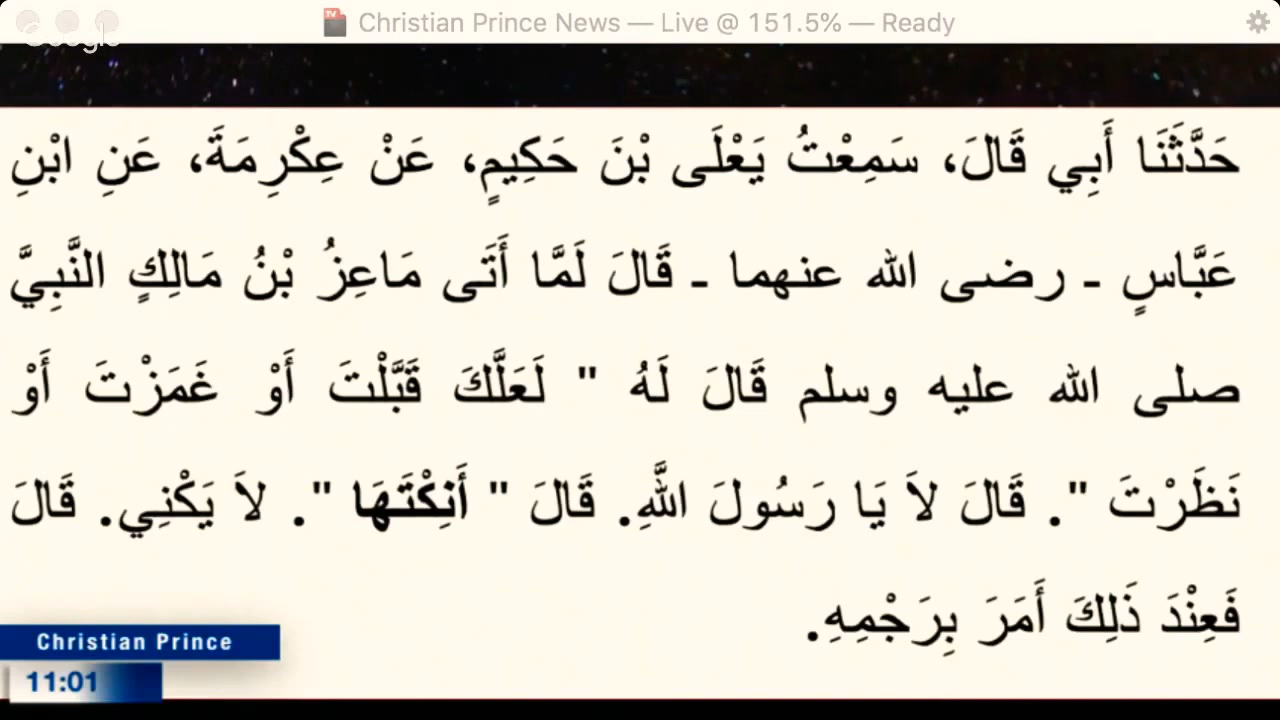 Christian Prince News — Live @ 151.5% — Ready
Google
حَدَّثَنَا أَبِي قَالَ، سَمِعْتُ يَعْلَى بْنَ حَكِيمٍ، عَنْ عِكْرِمَةَ، عَنِ ابْنِ
عَبَّاسٍ ـ رضى الله عنهما ـ قَالَ لَمَّا أَتَى مَاعِزُ بْنُ مَالِكٍ النَّبِيَّ
صلى الله عليه وسلم قَالَ لَهُ " لَعَلَّكَ قَبَّلْتَ أَوْ غَمَزْتَ أَوْ
نَظَرْتَ ". قَالَ لاَ يَا رَسُولَ اللَّهِ. قَالَ " أَنِكْتَهَا ". لاَ يَكْنِي. قَالَ
فَعِنْدَ ذَلِكَ أَمَرَ بِرَجْمِهِ.
Christian Prince
11:01